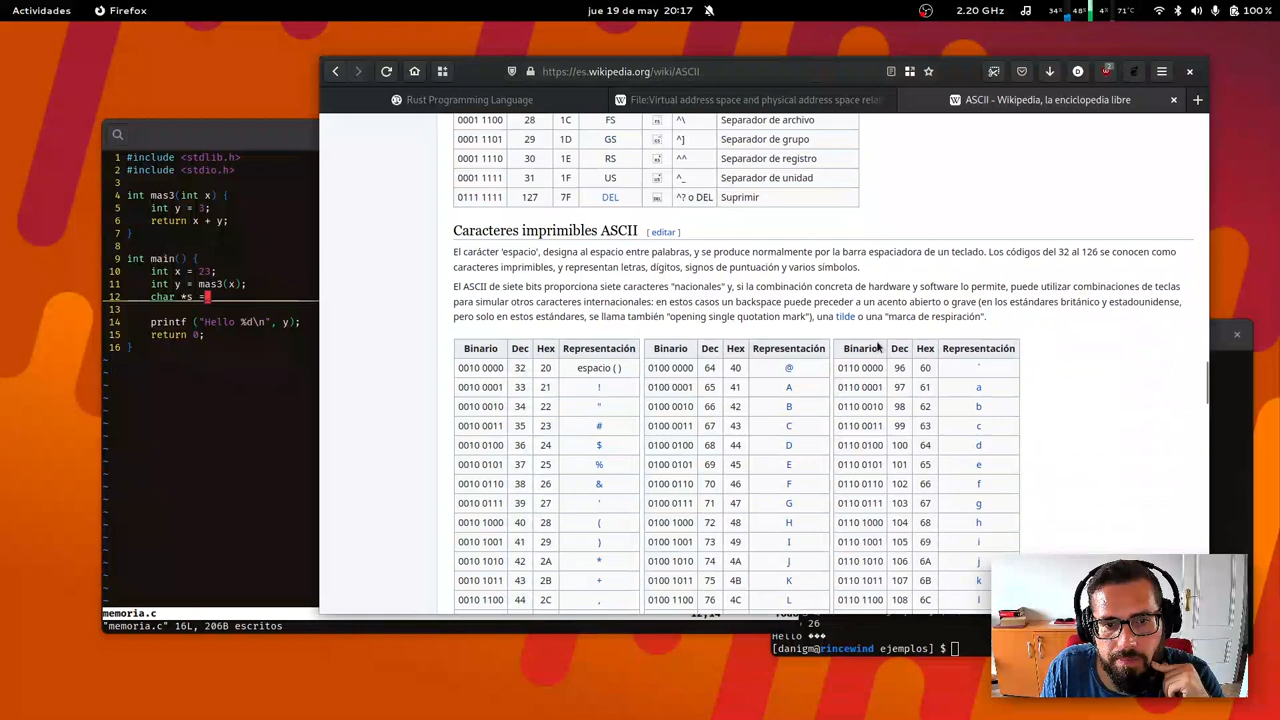 Actividades
Firefox
jue 19 de may 20:17
2.20 GHz
34%
48%
4%
71°C
100 %
https://es.wikipedia.org/wiki/ASCII
2
Rust Programming Language
File:Virtual address space and physical address space rela
ASCII - Wikipedia, la enciclopedia libre
1 #include <stdlib.h>
2 #include <stdio.h>
3
4 int mas3(int x) {
5 int y = 3;
6 return x + y;
7 }
8
9 int main() {
10 int x = 23;
11 int y = mas3(x);
12 char *s =
13
14 printf ("Hello %d\n", y);
15 return 0;
16 }
memoria.c
"memoria.c" 16L, 206B escritos
0001 1100 28 1C FS ^\ Separador de archivo
0001 1101 29 1D GS ^] Separador de grupo
0001 1110 30 1E RS ^^ Separador de registro
0001 1111 31 1F US ^_ Separador de unidad
0111 1111 127 7F DEL ^? o DEL Suprimir
Caracteres imprimibles ASCII [ editar ]
El carácter 'espacio', designa al espacio entre palabras, y se produce normalmente por la barra espaciadora de un teclado. Los códigos del 32 al 126 se conocen como
caracteres imprimibles, y representan letras, dígitos, signos de puntuación y varios símbolos.
El ASCII de siete bits proporciona siete caracteres "nacionales" y, si la combinación concreta de hardware y software lo permite, puede utilizar combinaciones de teclas
para simular otros caracteres internacionales: en estos casos un backspace puede preceder a un acento abierto o grave (en los estándares británico y estadounidense,
pero solo en estos estándares, se llama también "opening single quotation mark"), una tilde o una "marca de respiración".
Binario Dec Hex Representación Binario Dec Hex Representación Binario Dec Hex Representación
0010 0000 32 20 espacio ( ) 0100 0000 64 40 @ 0110 0000 96 60 `
0010 0001 33 21 ! 0100 0001 65 41 A 0110 0001 97 61 a
0010 0010 34 22 " 0100 0010 66 42 B 0110 0010 98 62 b
0010 0011 35 23 # 0100 0011 67 43 C 0110 0011 99 63 c
0010 0100 36 24 $ 0100 0100 68 44 D 0110 0100 100 64 d
0010 0101 37 25 % 0100 0101 69 45 E 0110 0101 101 65 e
0010 0110 38 26 & 0100 0110 70 46 F 0110 0110 102 66 f
0010 0111 39 27 ' 0100 0111 71 47 G 0110 0111 103 67 g
0010 1000 40 28 ( 0100 1000 72 48 H 0110 1000 104 68 h
0010 1001 41 29 ) 0100 1001 73 49 I 0110 1001 105 69 i
0010 1010 42 2A * 0100 1010 74 4A J 0110 1010 106 6A j
0010 1011 43 2B + 0100 1011 75 4B K 0110 1011 107 6B k
0010 1100 44 2C , 0100 1100 76 4C L 0110 1100 108 6C l
26
Hello ���
[danigm@rincewind ejemplos] $